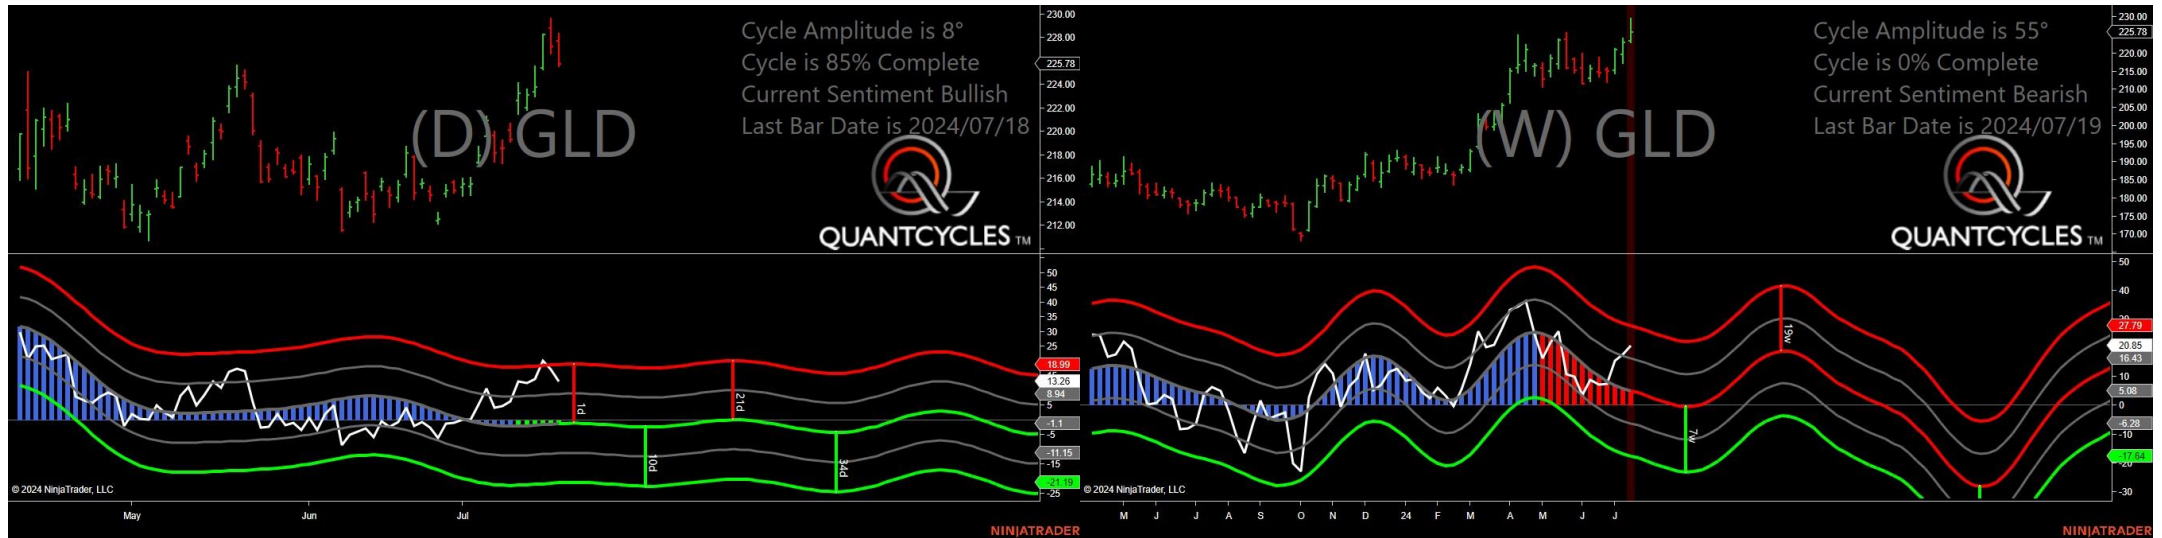 Cycle Amplitude is 8°
Cycle is 85% Complete
Current Sentiment Bullish
Last Bar Date is 2024/07/18
(D) GLD
QUANTCYCLES TM
230.00
228.00
225.78
224.00
222.00
220.00
218.00
216.00
214.00
212.00
50
45
40
35
30
25
18.99
13.26
8.94
5
-1.1
-5
-11.15
-15
-21.19
-25
1d
21d
10d
34d
© 2024 NinjaTrader, LLC
May
Jun
Jul
NINJATRADER
Cycle Amplitude is 55°
Cycle is 0% Complete
Current Sentiment Bearish
Last Bar Date is 2024/07/19
(W) GLD
QUANTCYCLES TM
230.00
225.78
220.00
215.00
210.00
205.00
200.00
195.00
190.00
185.00
180.00
175.00
170.00
50
40
27.79
20.85
16.43
10
5.08
0
-6.28
-10
-17.64
-30
19w
7w
© 2024 NinjaTrader, LLC
M J J A S O N D 24 F M A M J J
NINJATRADER